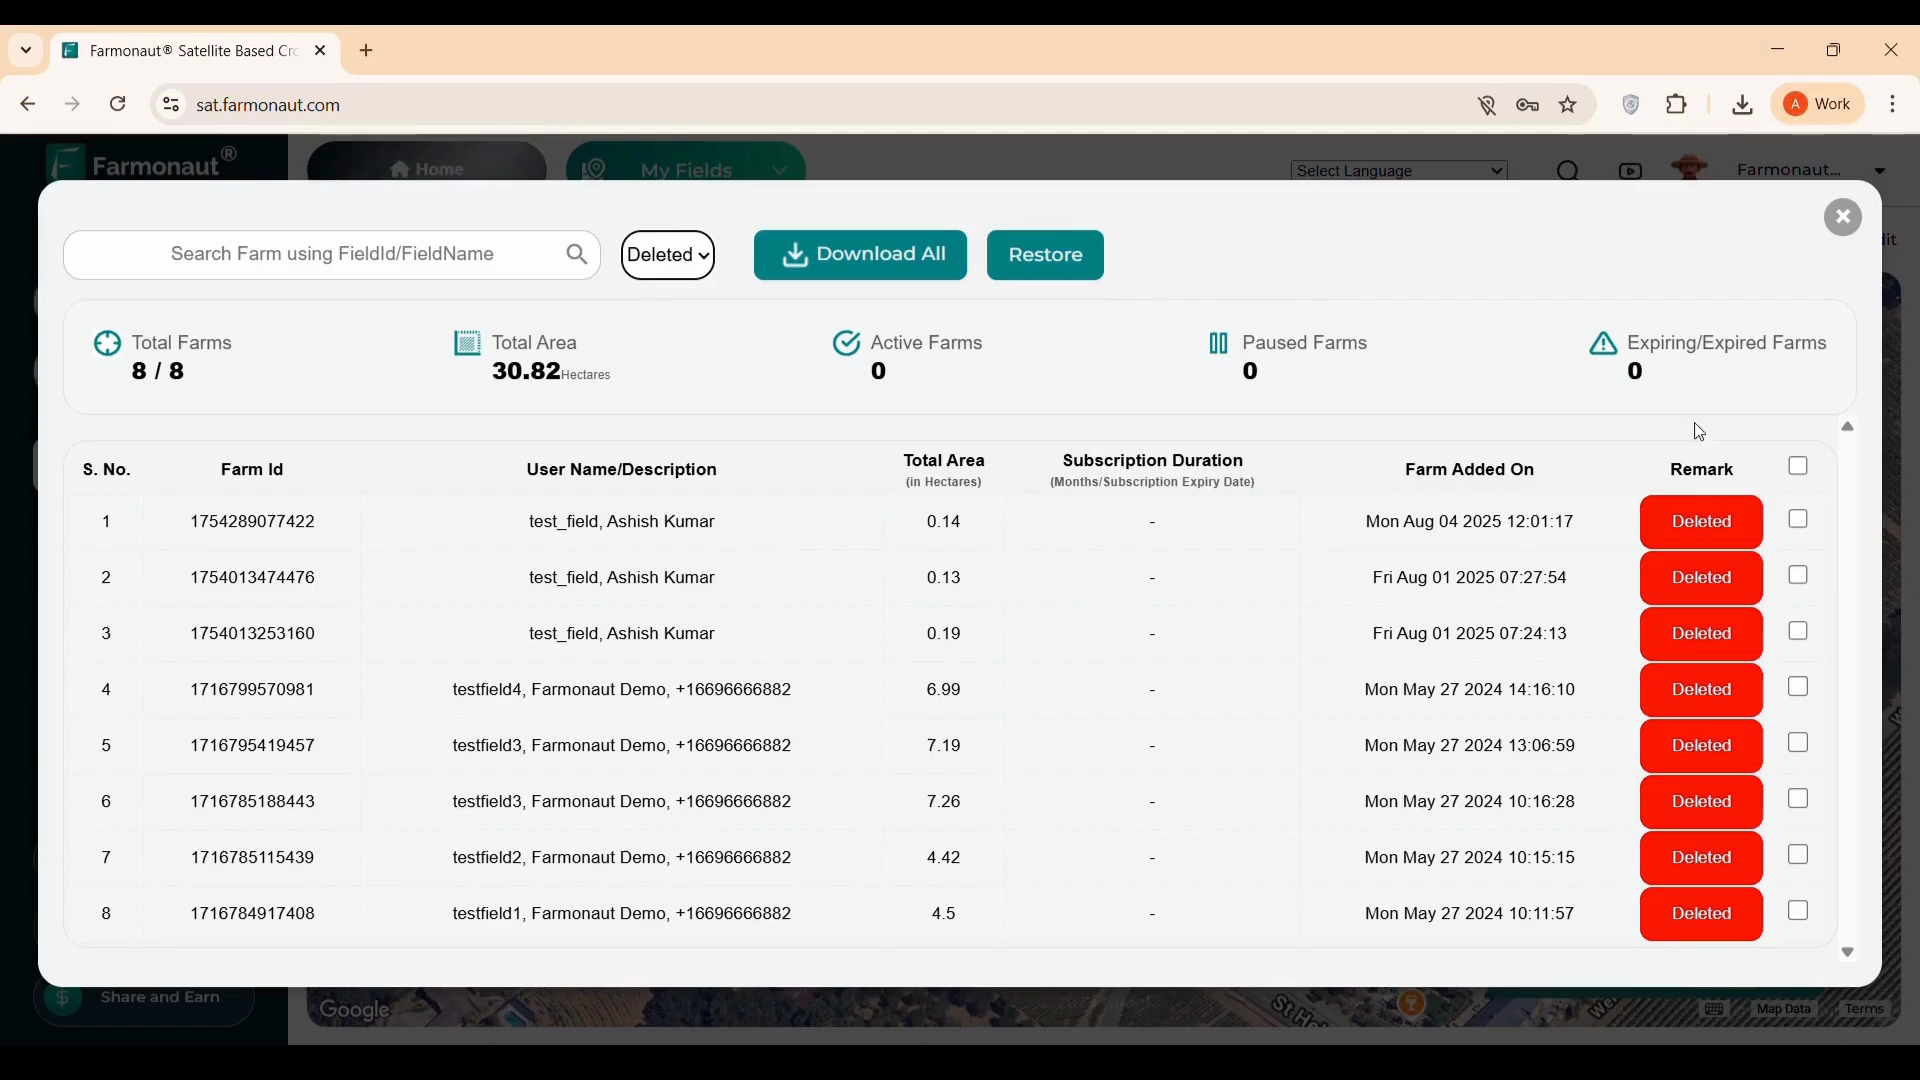 Farmonaut® Satellite Based Cro
sat.farmonaut.com
A Work
Farmonaut®
Home
My Fields
Select Language
Farmonaut...
Search Farm using FieldId/FieldName
Deleted
Download All
Restore
Total Farms
8 / 8
Total Area
30.82Hectares
Active Farms
0
Paused Farms
0
Expiring/Expired Farms
0
S. No. Farm Id User Name/Description Total Area (in Hectares) Subscription Duration (Months/Subscription Expiry Date) Farm Added On Remark
1 1754289077422 test_field, Ashish Kumar 0.14 - Mon Aug 04 2025 12:01:17 Deleted
2 1754013474476 test_field, Ashish Kumar 0.13 - Fri Aug 01 2025 07:27:54 Deleted
3 1754013253160 test_field, Ashish Kumar 0.19 - Fri Aug 01 2025 07:24:13 Deleted
4 1716799570981 testfield4, Farmonaut Demo, +16696666882 6.99 - Mon May 27 2024 14:16:10 Deleted
5 1716795419457 testfield3, Farmonaut Demo, +16696666882 7.19 - Mon May 27 2024 13:06:59 Deleted
6 1716785188443 testfield3, Farmonaut Demo, +16696666882 7.26 - Mon May 27 2024 10:16:28 Deleted
7 1716785115439 testfield2, Farmonaut Demo, +16696666882 4.42 - Mon May 27 2024 10:15:15 Deleted
8 1716784917408 testfield1, Farmonaut Demo, +16696666882 4.5 - Mon May 27 2024 10:11:57 Deleted
$ Share and Earn
Google
St He
Map Data
Terms